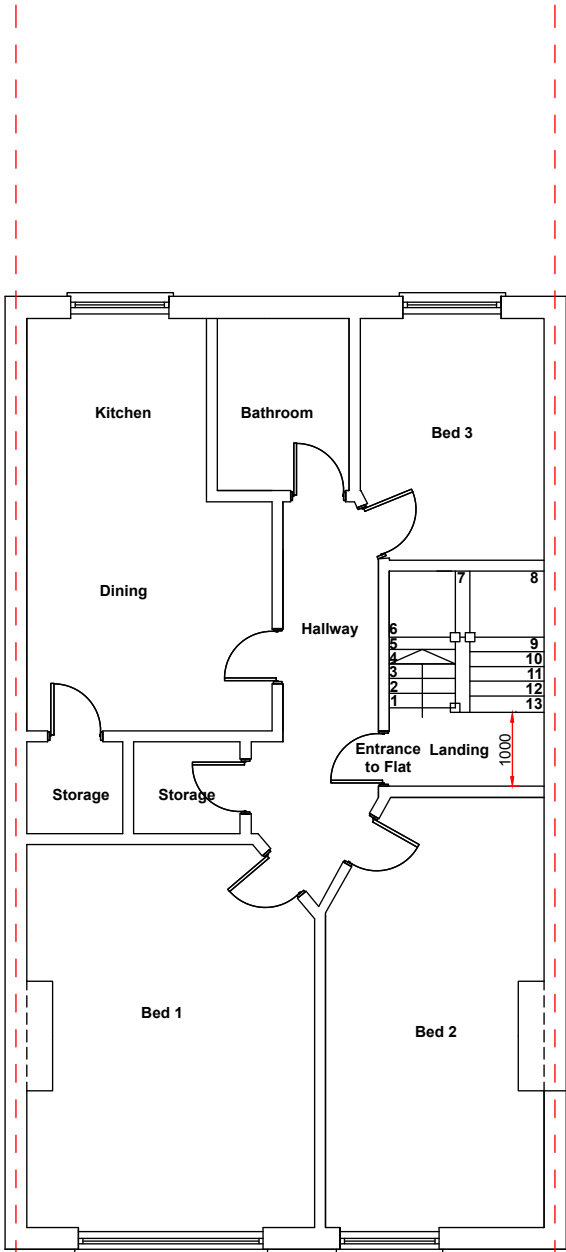 Kitchen
Bathroom
Bed 3
Dining
7
8
Hallway
6
5
4
3
2
1
9
10
11
12
13
Entrance
to Flat
Landing
1000
Storage
Storage
Bed 1
Bed 2